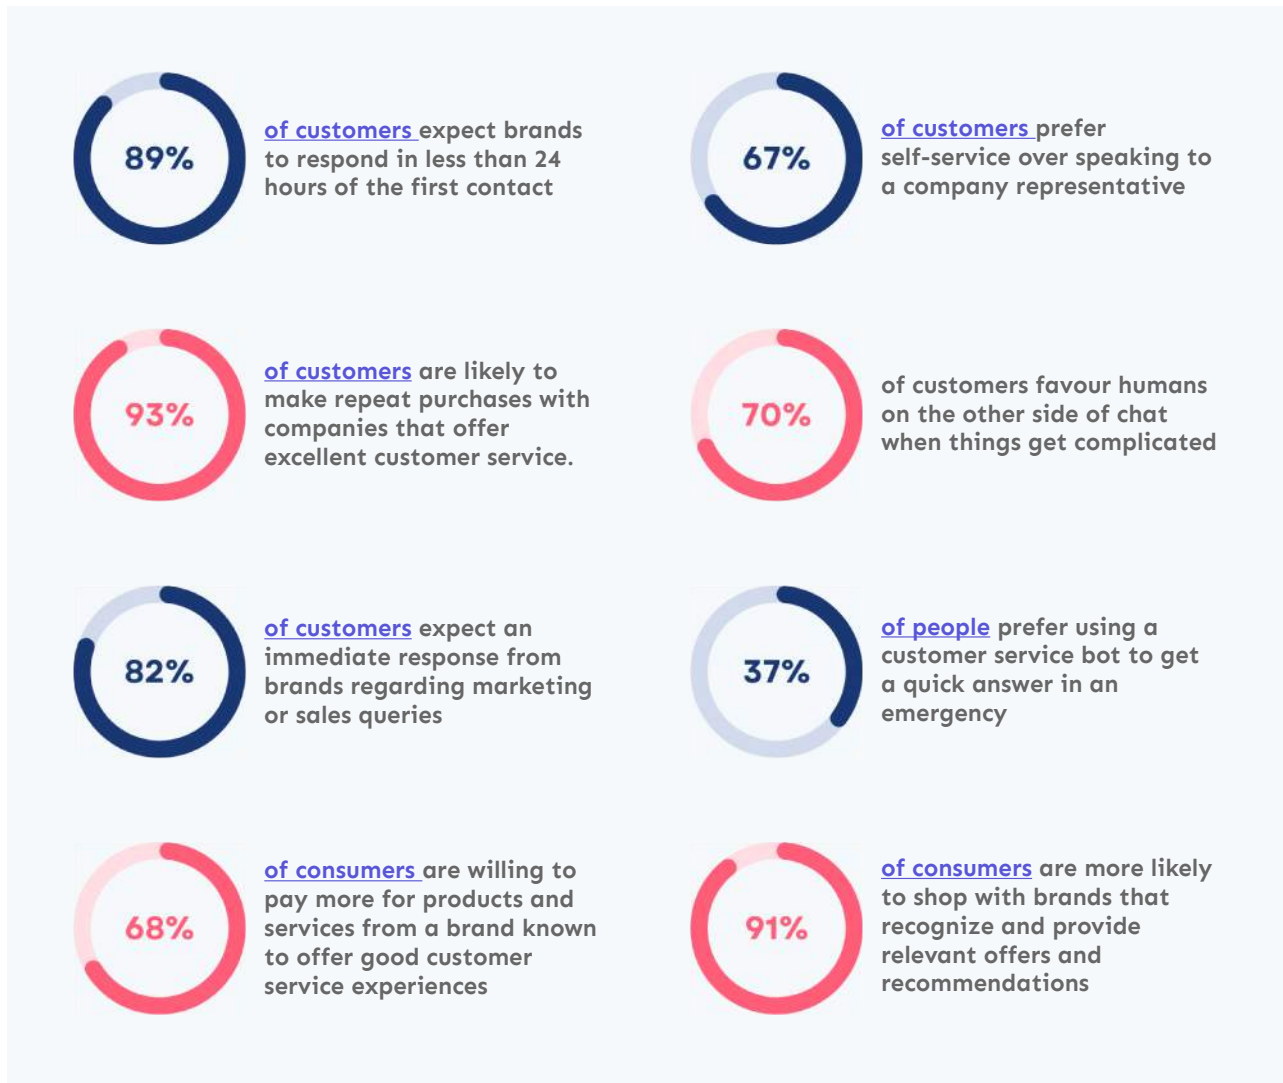 89%
of customers expect brands
to respond in less than 24
hours of the first contact
67%
of customers prefer
self-service over speaking to
a company representative
93%
of customers are likely to
make repeat purchases with
companies that offer
excellent customer service.
70%
of customers favour humans
on the other side of chat
when things get complicated
82%
of customers expect an
immediate response from
brands regarding marketing
or sales queries
37%
of people prefer using a
customer service bot to get
a quick answer in an
emergency
68%
of consumers are willing to
pay more for products and
services from a brand known
to offer good customer
service experiences
91%
of consumers are more likely
to shop with brands that
recognize and provide
relevant offers and
recommendations